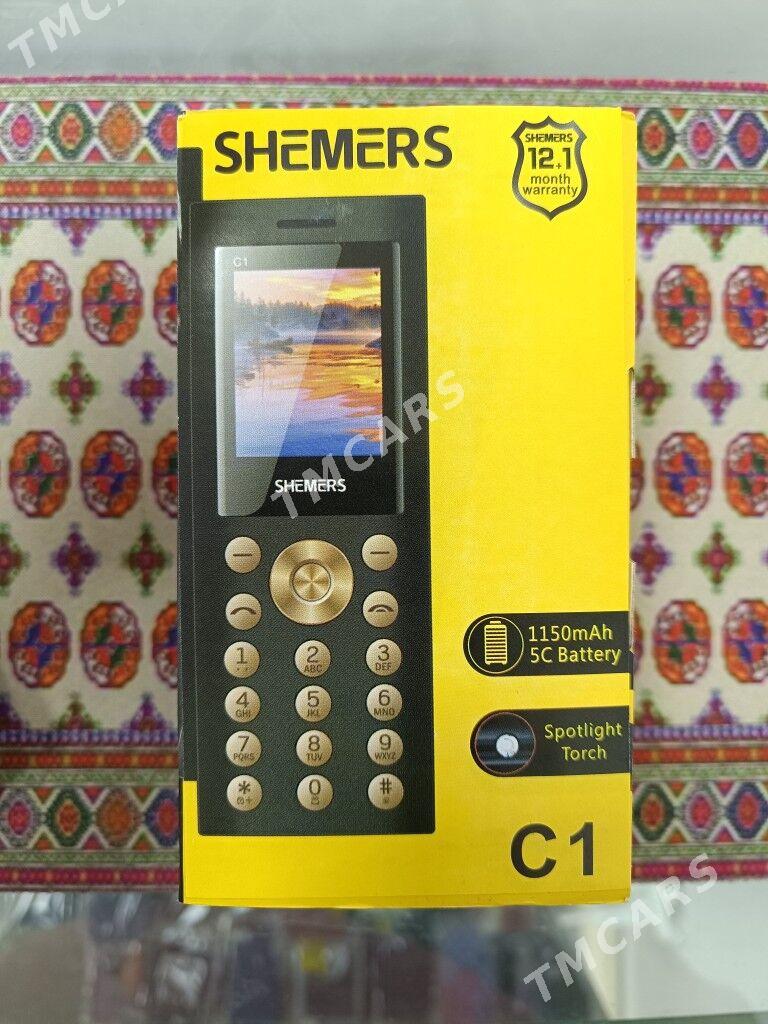 TMCARS
SHEMERS
SHEMERS
12+1
month
warranty
C1
SHEMERS
TMCARS
1
2
ABC
3
DEF
4
GHI
5
JKL
6
MNO
7
PQRS
8
TUV
9
WXYZ
*
0
#
1150mAh
5C Battery
Spotlight
Torch
C1
TMCARS